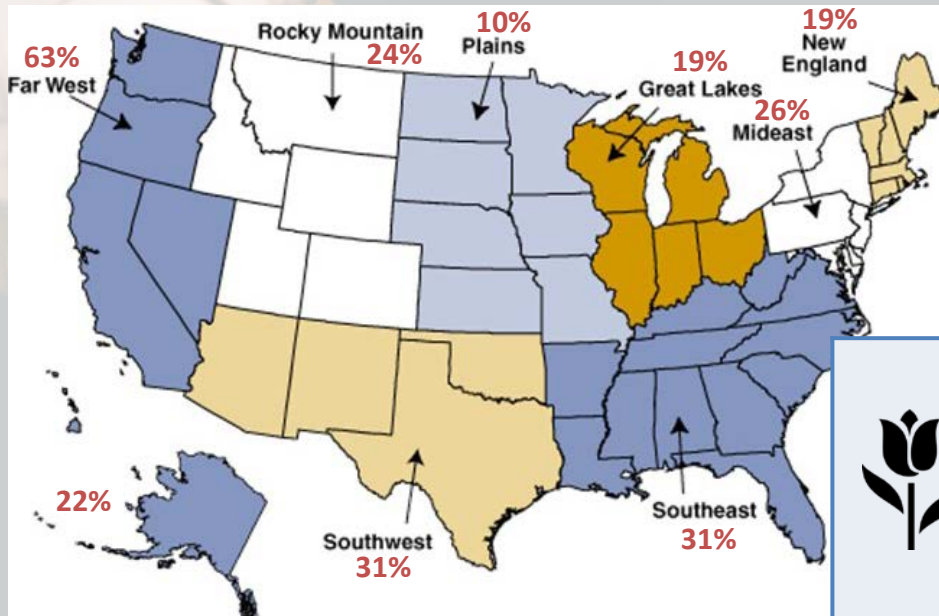 63%
Far West
Rocky Mountain
24%
10%
Plains
19%
Great Lakes
19%
New
England
26%
Mideast
22%
Southwest
31%
Southeast
31%